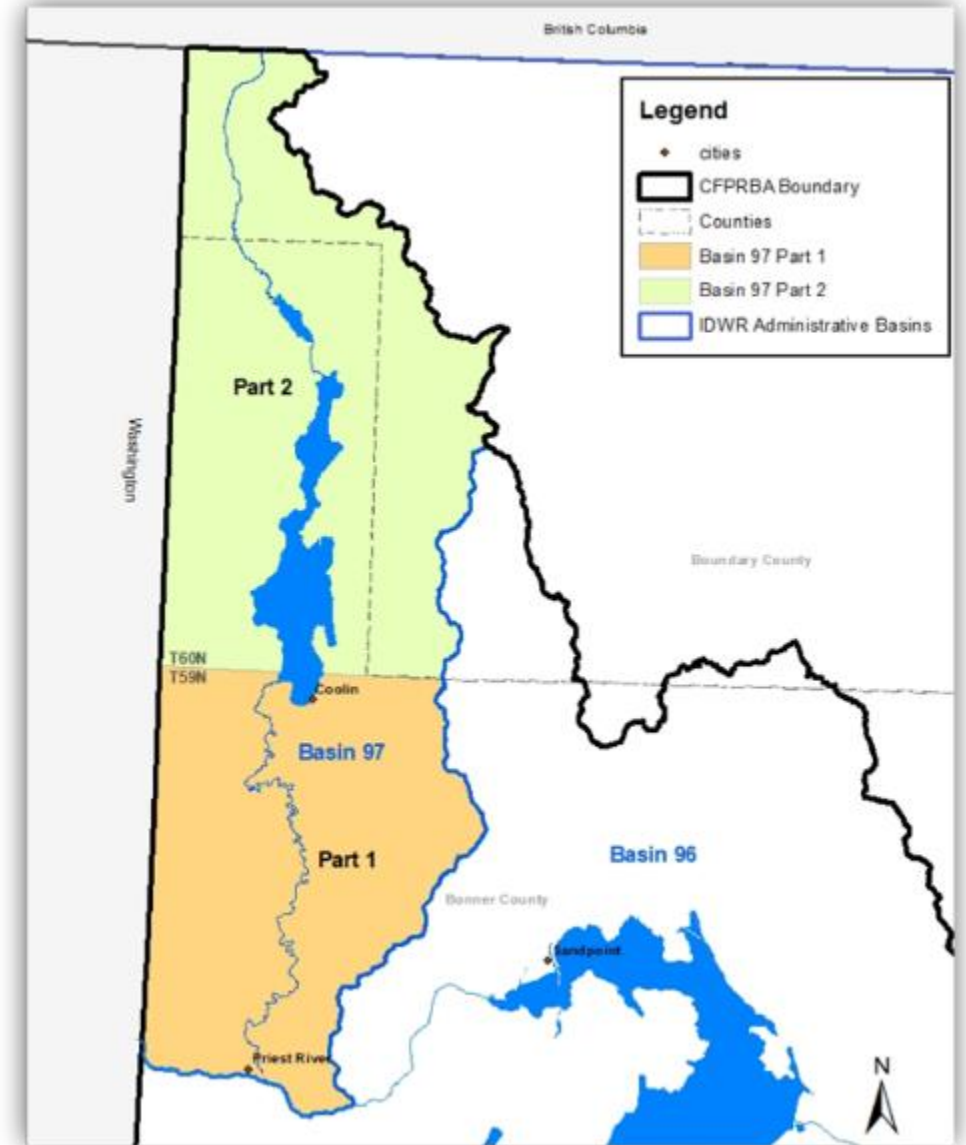 British Columbia
Legend
cities
CFPRBA Boundary
Counties
Basin 97 Part 1
Basin 97 Part 2
IDWR Administrative Basins
Part 2
Washington
Boundary County
T60N
T59N
Coolin
Basin 97
Part 1
Basin 96
Bonner County
Sandpoint
Priest River
N